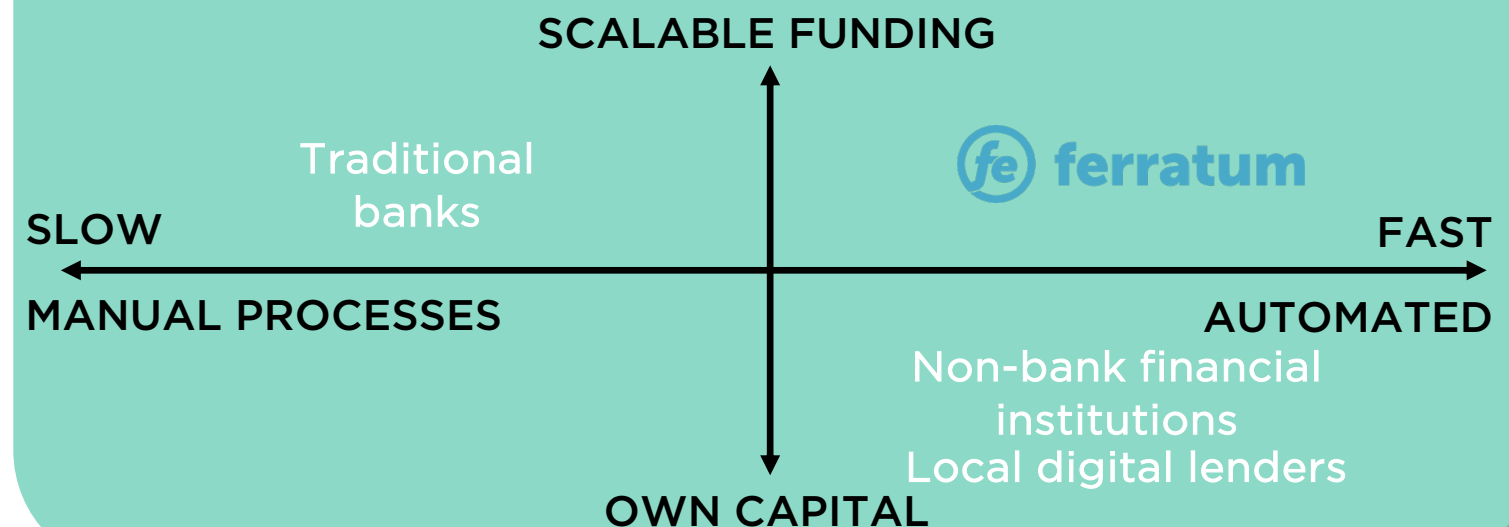 SCALABLE FUNDING
Traditional
banks
fe ferratum
SLOW
FAST
MANUAL PROCESSES
AUTOMATED
Non-bank financial
institutions
Local digital lenders
OWN CAPITAL